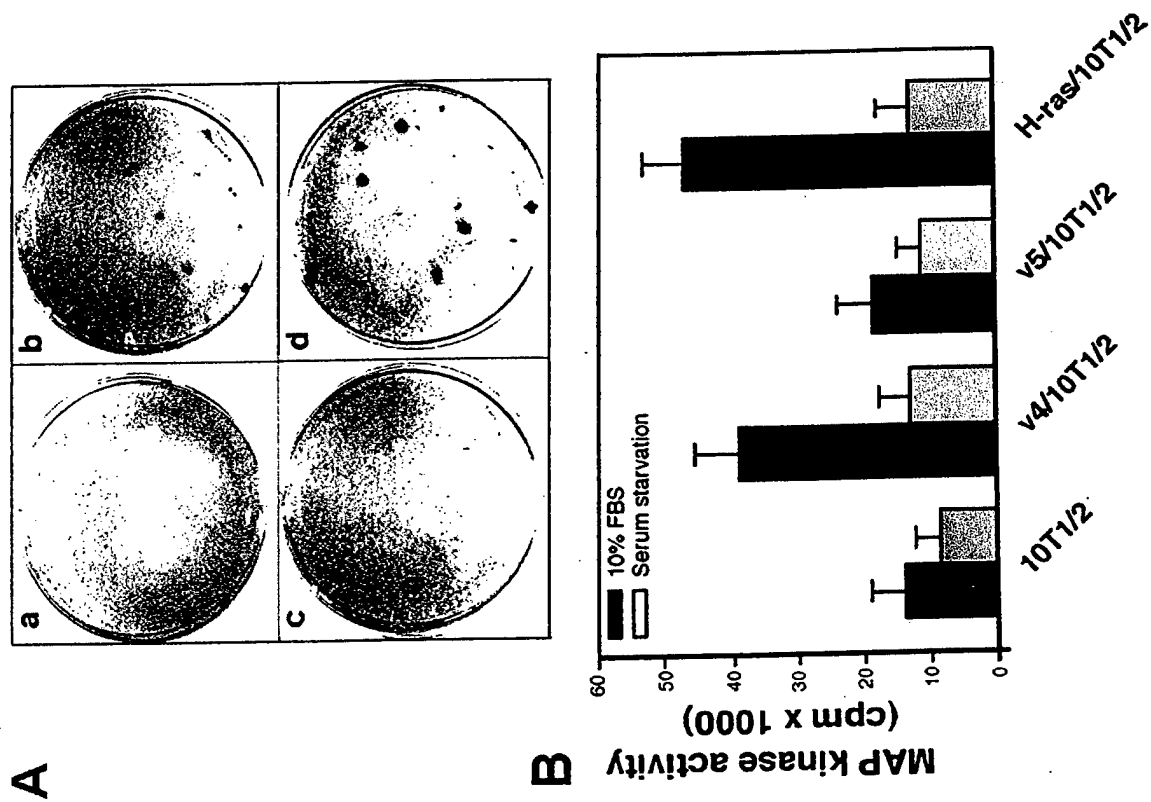 A
a
b
c
d
B
MAP kinase activity
(cpm x 1000)
60
50
40
30
20
10
0
10% FBS
Serum starvation
10T1/2
v4/10T1/2
v5/10T1/2
H-ras/10T1/2